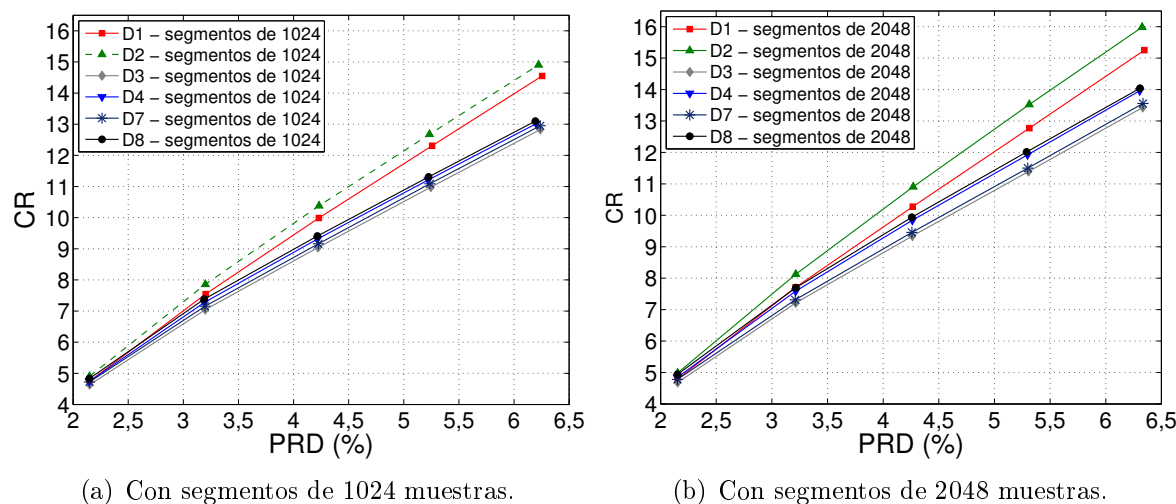 16
15
14
13
12
11
10
9
8
7
6
5
4
CR
D1 – segmentos de 1024
D2 – segmentos de 1024
D3 – segmentos de 1024
D4 – segmentos de 1024
D7 – segmentos de 1024
D8 – segmentos de 1024
2 2,5 3 3,5 4 4,5 5 5,5 6 6,5
PRD (%)
(a) Con segmentos de 1024 muestras.
16
15
14
13
12
11
10
9
8
7
6
5
4
CR
D1 – segmentos de 2048
D2 – segmentos de 2048
D3 – segmentos de 2048
D4 – segmentos de 2048
D7 – segmentos de 2048
D8 – segmentos de 2048
2 2,5 3 3,5 4 4,5 5 5,5 6 6,5
PRD (%)
(b) Con segmentos de 2048 muestras.